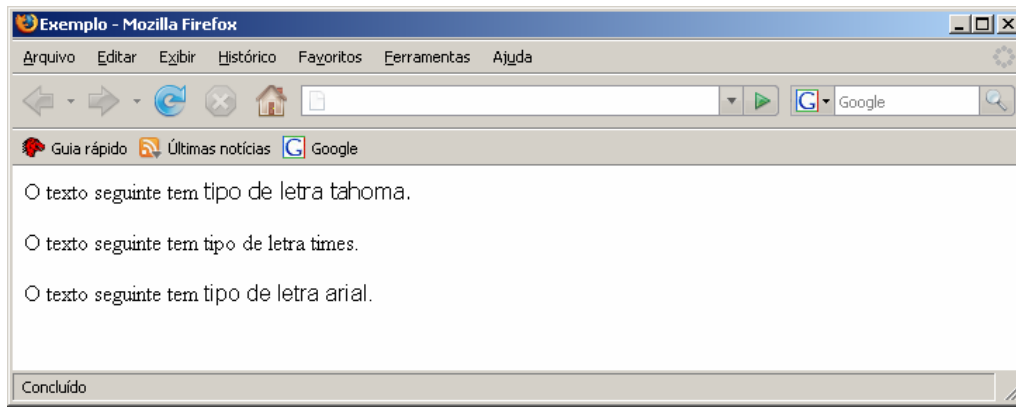 Exemplo - Mozilla Firefox
Arquivo Editar Exibir Histórico Favoritos Ferramentas Ajuda
G Google
Guia rápido Últimas notícias G Google
O texto seguinte tem tipo de letra tahoma.
O texto seguinte tem tipo de letra times.
O texto seguinte tem tipo de letra arial.
Concluído